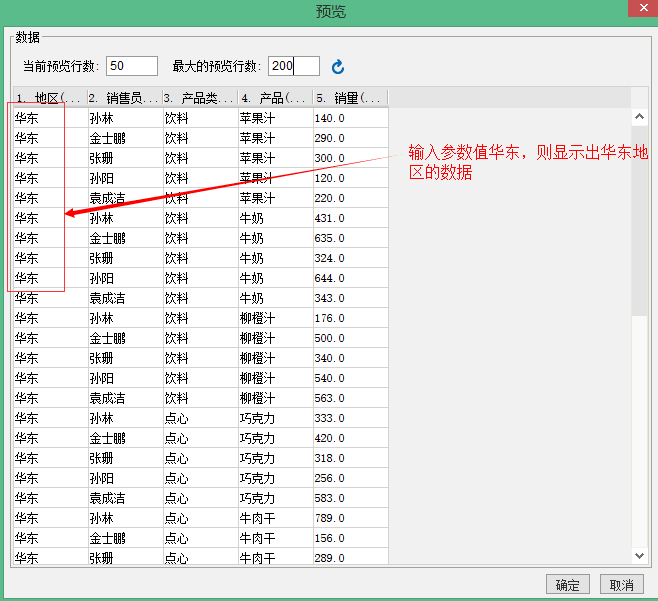 预览
数据
当前预览行数: 50 最大的预览行数: 200
1. 地区(... 2. 销售员... 3. 产品类... 4. 产品(... 5. 销量(...
华东 孙林 饮料 苹果汁 140.0
华东 金士鹏 饮料 苹果汁 290.0
华东 张珊 饮料 苹果汁 300.0
华东 孙阳 饮料 苹果汁 120.0
华东 袁成洁 饮料 苹果汁 220.0
华东 孙林 饮料 牛奶 431.0
华东 金士鹏 饮料 牛奶 635.0
华东 张珊 饮料 牛奶 324.0
华东 孙阳 饮料 牛奶 644.0
华东 袁成洁 饮料 牛奶 343.0
华东 孙林 饮料 柳橙汁 176.0
华东 金士鹏 饮料 柳橙汁 500.0
华东 张珊 饮料 柳橙汁 340.0
华东 孙阳 饮料 柳橙汁 540.0
华东 袁成洁 饮料 柳橙汁 563.0
华东 孙林 点心 巧克力 333.0
华东 金士鹏 点心 巧克力 420.0
华东 张珊 点心 巧克力 318.0
华东 孙阳 点心 巧克力 256.0
华东 袁成洁 点心 巧克力 583.0
华东 孙林 点心 牛肉干 789.0
华东 金士鹏 点心 牛肉干 156.0
华东 张珊 点心 牛肉干 289.0
输入参数值华东，则显示出华东地
区的数据
确定 取消